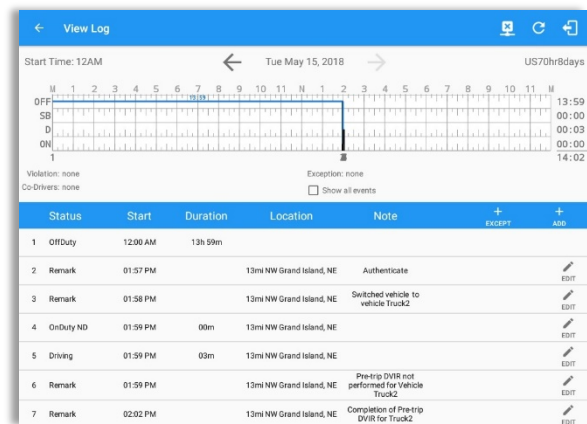 View Log
Start Time: 12AM
Tue May 15, 2018
US70hr8days
M 1 2 3 4 5 6 7 8 9 10 11 N 1 2 3 4 5 6 7 8 9 10 11 M
OFF 13:59
SB 00:00
D 00:03
ON 00:00
1 14:02
Violation: none
Exception: none
Co-Drivers: none
Show all events
Status Start Duration Location Note + EXCEPT + ADD
1 OffDuty 12:00 AM 13h 59m
2 Remark 01:57 PM 13mi NW Grand Island, NE Authenticate EDIT
3 Remark 01:58 PM 13mi NW Grand Island, NE Switched vehicle to
vehicle Truck2 EDIT
4 OnDuty ND 01:59 PM 00m 13mi NW Grand Island, NE EDIT
5 Driving 01:59 PM 03m 13mi NW Grand Island, NE EDIT
6 Remark 01:59 PM 13mi NW Grand Island, NE Pre-trip DVIR not
performed for Vehicle
Truck2 EDIT
7 Remark 02:02 PM 13mi NW Grand Island, NE Completion of Pre-trip
DVIR for Truck2 EDIT